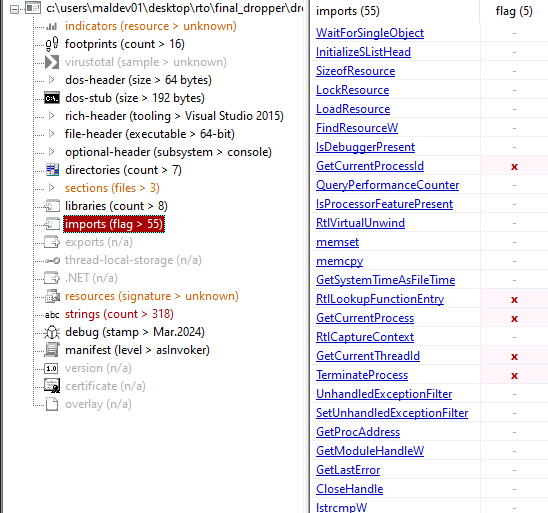 c:\users\maldev01\desktop\rto\final_dropper\dro
indicators (resource > unknown)
footprints (count > 16)
virustotal (sample > unknown)
dos-header (size > 64 bytes)
dos-stub (size > 192 bytes)
rich-header (tooling > Visual Studio 2015)
file-header (executable > 64-bit)
optional-header (subsystem > console)
directories (count > 7)
sections (files > 3)
libraries (count > 8)
imports (flag > 55)
exports (n/a)
thread-local-storage (n/a)
.NET (n/a)
resources (signature > unknown)
abc strings (count > 318)
debug (stamp > Mar.2024)
manifest (level > asInvoker)
1.0 version (n/a)
certificate (n/a)
overlay (n/a)
imports (55) flag (5)
WaitForSingleObject -
InitializeSListHead -
SizeofResource -
LockResource -
LoadResource -
FindResourceW -
IsDebuggerPresent -
GetCurrentProcessId x
QueryPerformanceCounter -
IsProcessorFeaturePresent -
RtlVirtualUnwind -
memset -
memcpy -
GetSystemTimeAsFileTime -
RtlLookupFunctionEntry x
GetCurrentProcess x
RtlCaptureContext -
GetCurrentThreadId x
TerminateProcess x
UnhandledExceptionFilter -
SetUnhandledExceptionFilter -
GetProcAddress -
GetModuleHandleW -
GetLastError -
CloseHandle -
lstrcmpW -